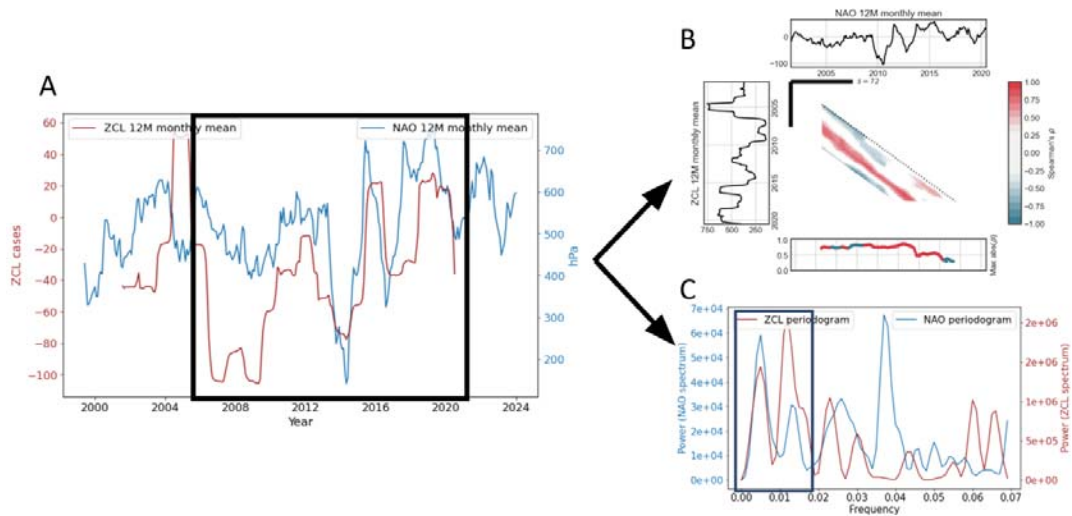 A
ZCL 12M monthly mean
NAO 12M monthly mean
60
40
20
0
−20
−40
−60
−80
−100
ZCL cases
700
600
500
400
300
200
hPa
2000
2004
2008
2012
2016
2020
2024
Year
B
NAO 12M monthly mean
0
−100
2005
2010
2015
2020
s = 72
ZCL 12M monthly mean
2005
2010
2015
2020
750
500
250
1.00
0.75
0.50
0.25
0.00
−0.25
−0.50
−0.75
−1.00
Spearman's ρ
1.0
0.5
0.0
Max abs(ρ)
C
ZCL periodogram
NAO periodogram
7e+04
6e+04
5e+04
4e+04
3e+04
2e+04
1e+04
0e+00
Power (NAO spectrum)
2e+06
2e+06
1e+06
1e+06
5e+05
0e+00
Power (ZCL spectrum)
0.00
0.01
0.02
0.03
0.04
0.05
0.06
0.07
Frequency